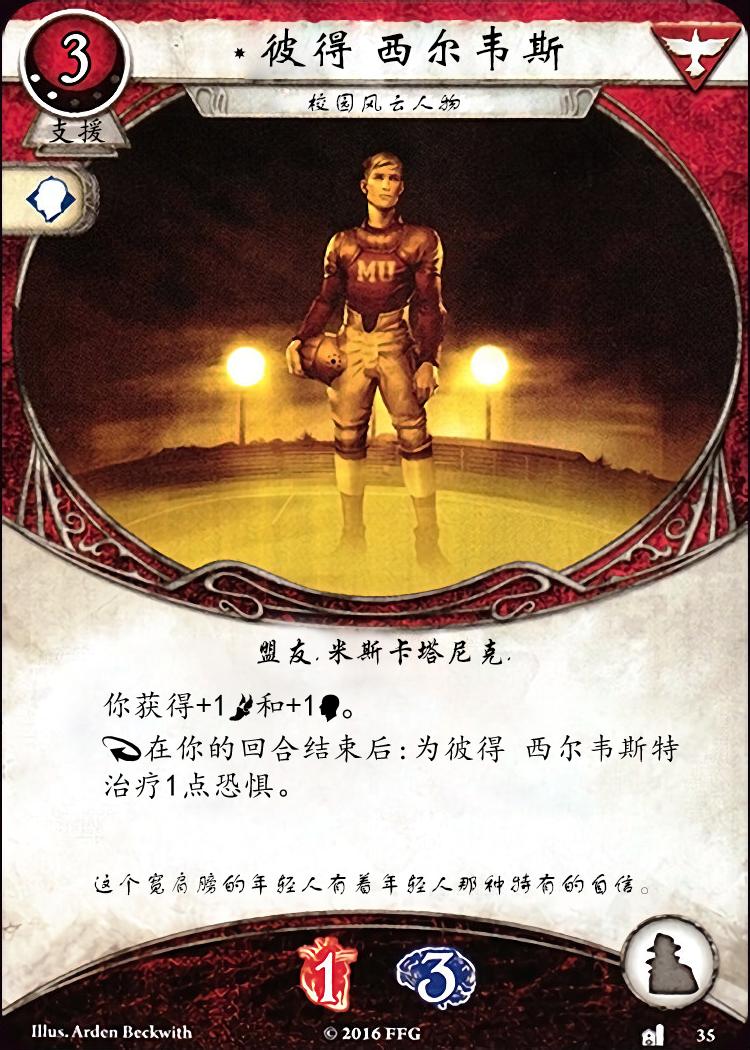 3
彼得 西尔韦斯
校园风云人物
支援
MU
盟友.米斯卡塔尼克.
你获得+1和+1。
在你的回合结束后:为彼得 西尔韦斯特
治疗1点恐惧。
这个宽肩膀的年轻人有着年轻人那种特有的自信。
1 3
Illus. Arden Beckwith © 2016 FFG 35